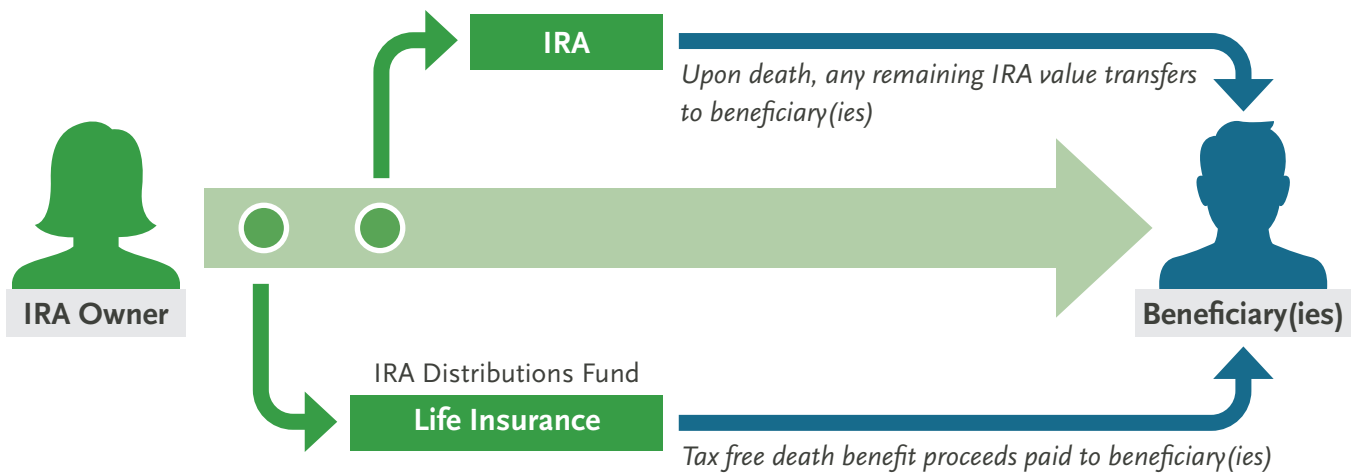 IRA
Upon death, any remaining IRA value transfers
to beneficiary(ies)
IRA Owner
Beneficiary(ies)
IRA Distributions Fund
Life Insurance
Tax free death benefit proceeds paid to beneficiary(ies)